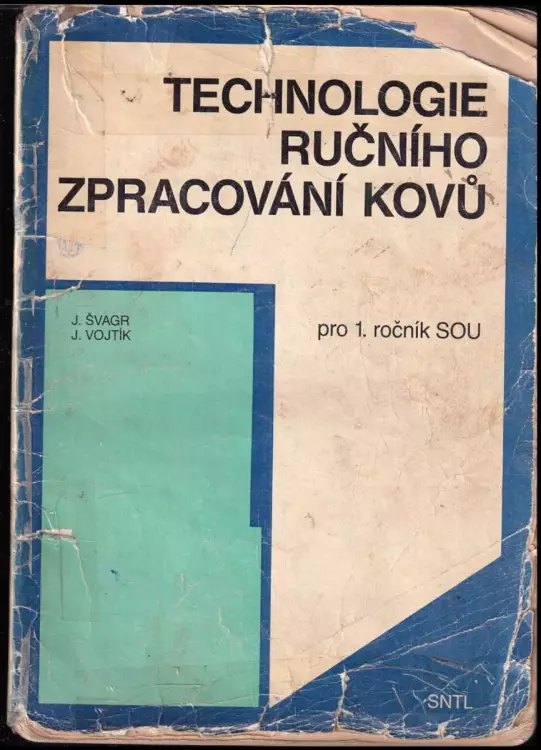 TECHNOLOGIE
RUČNÍHO
ZPRACOVÁNÍ KOVŮ
J. ŠVAGR
J. VOJTÍK
pro 1. ročník SOU
SNTL